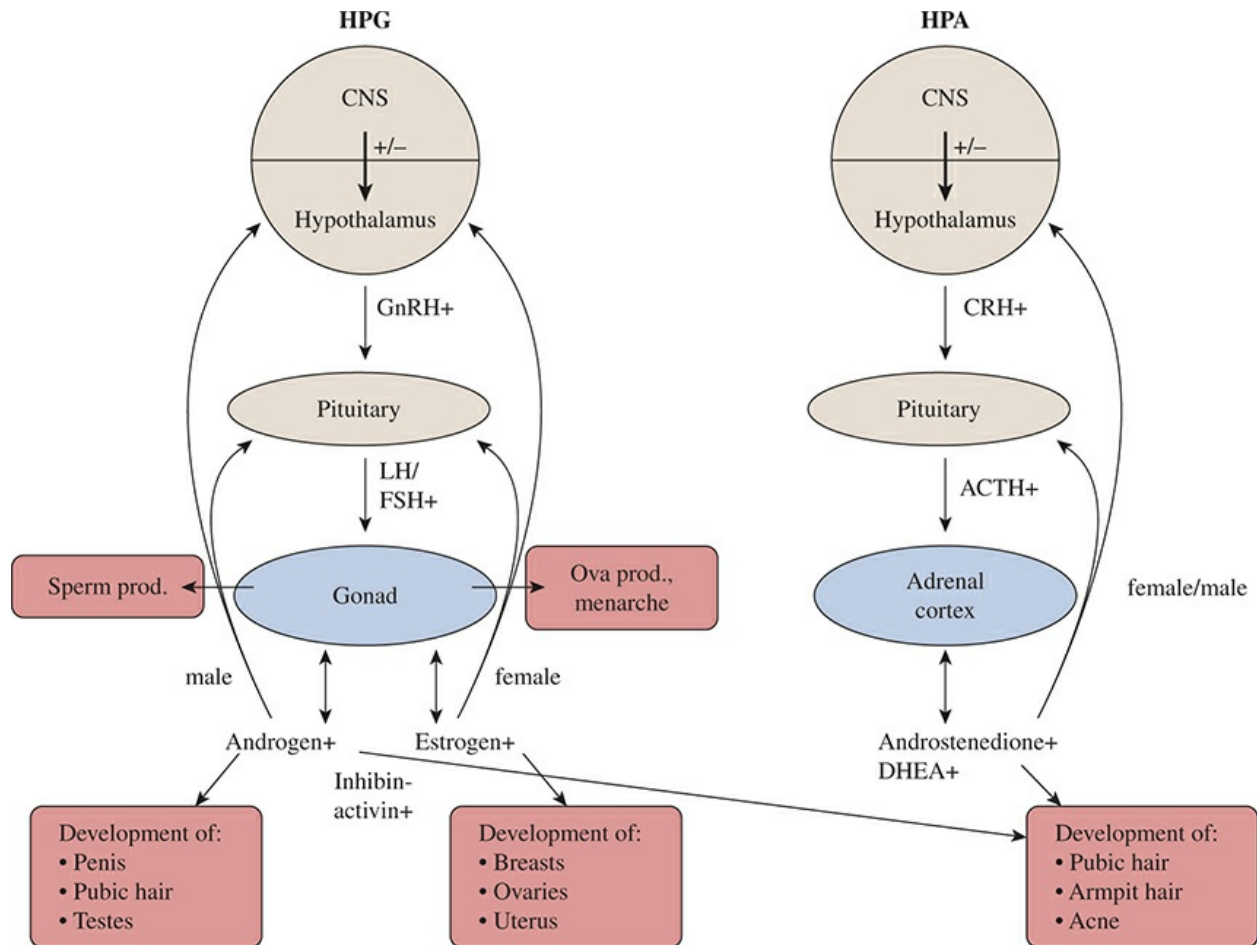 HPG
CNS
+/–
Hypothalamus
GnRH+
Pituitary
LH/
FSH+
Sperm prod.
Gonad
Ova prod.,
menarche
male
female
Androgen+
Estrogen+
Inhibin-
activin+
Development of:
• Penis
• Pubic hair
• Testes
Development of:
• Breasts
• Ovaries
• Uterus
HPA
CNS
+/–
Hypothalamus
CRH+
Pituitary
ACTH+
Adrenal
cortex
female/male
Androstenedione+
DHEA+
Development of:
• Pubic hair
• Armpit hair
• Acne